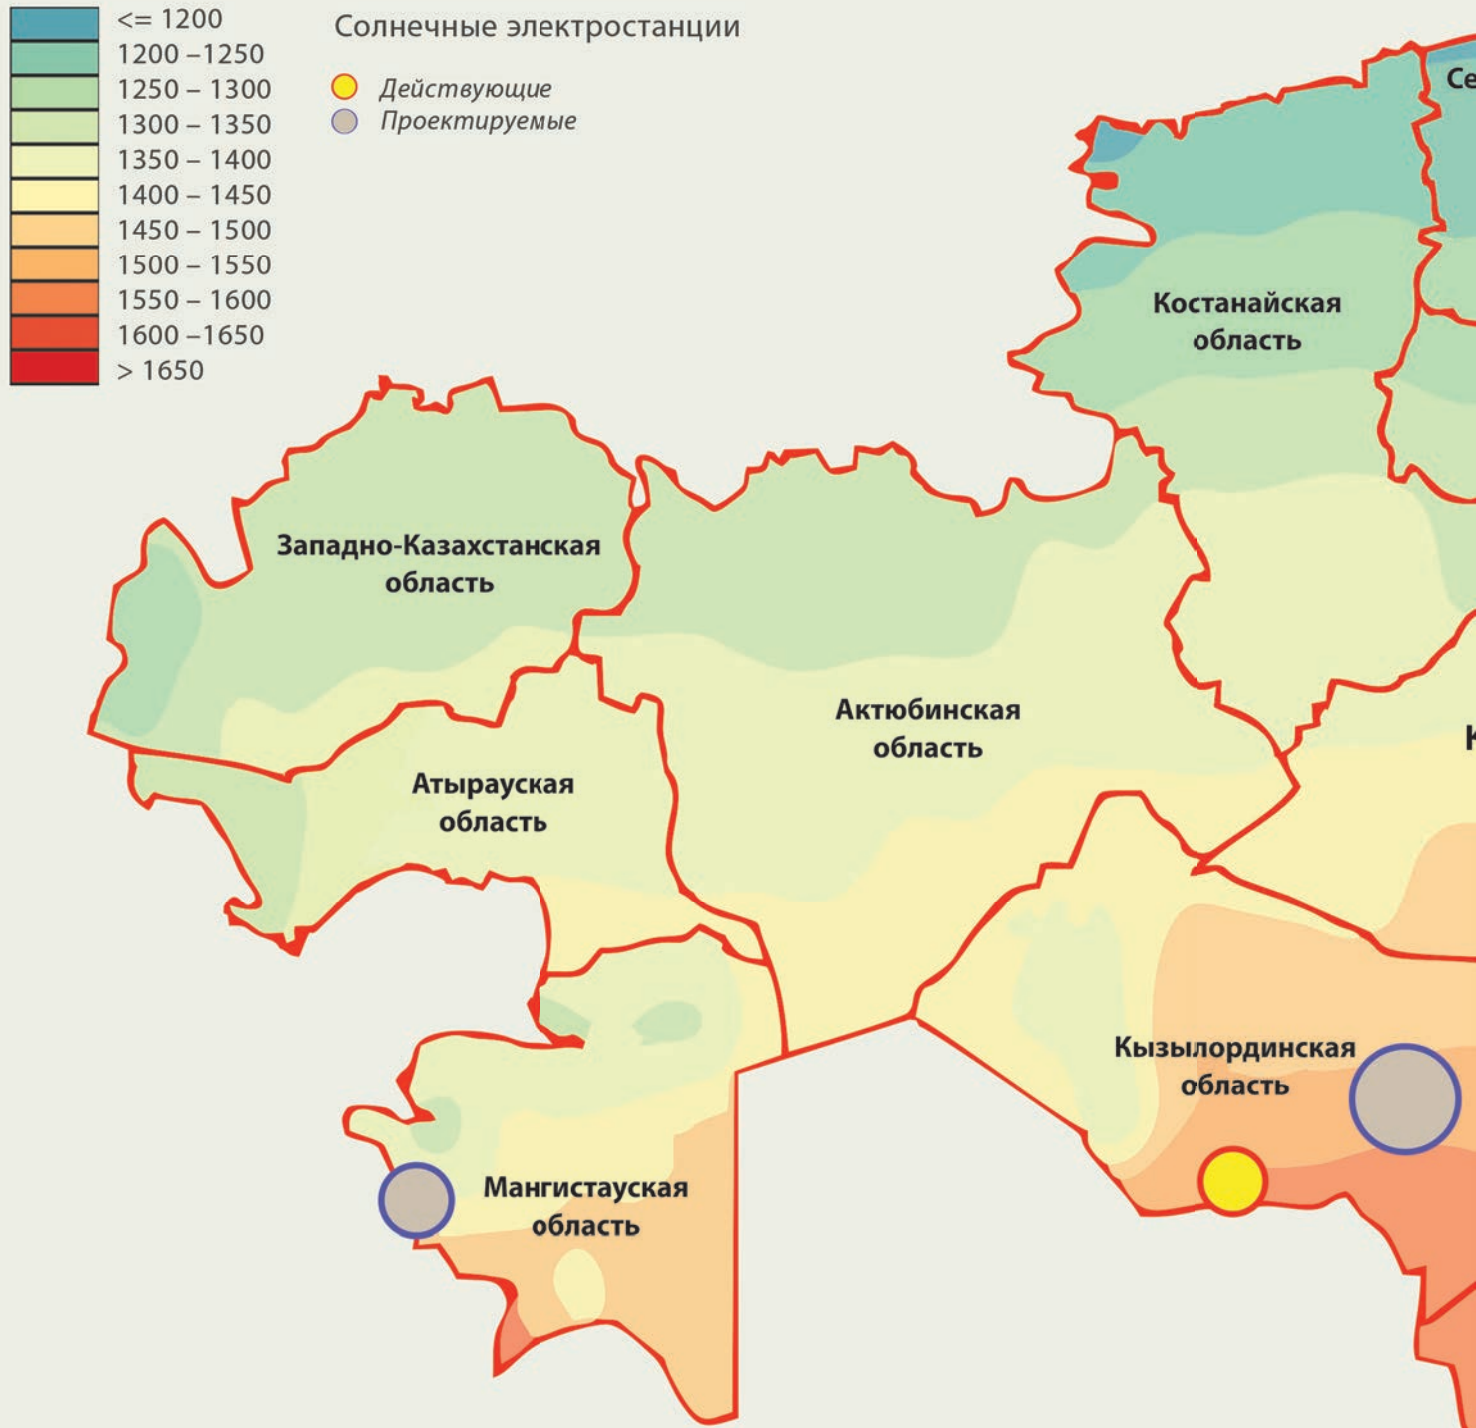 <= 1200
1200 –1250
1250 – 1300
1300 – 1350
1350 – 1400
1400 – 1450
1450 – 1500
1500 – 1550
1550 – 1600
1600 –1650
> 1650
Солнечные электростанции
Действующие
Проектируемые
Се
Костанайская
область
Западно-Казахстанская
область
Актюбинская
область
К
Атырауская
область
Кызылординская
область
Мангистауская
область